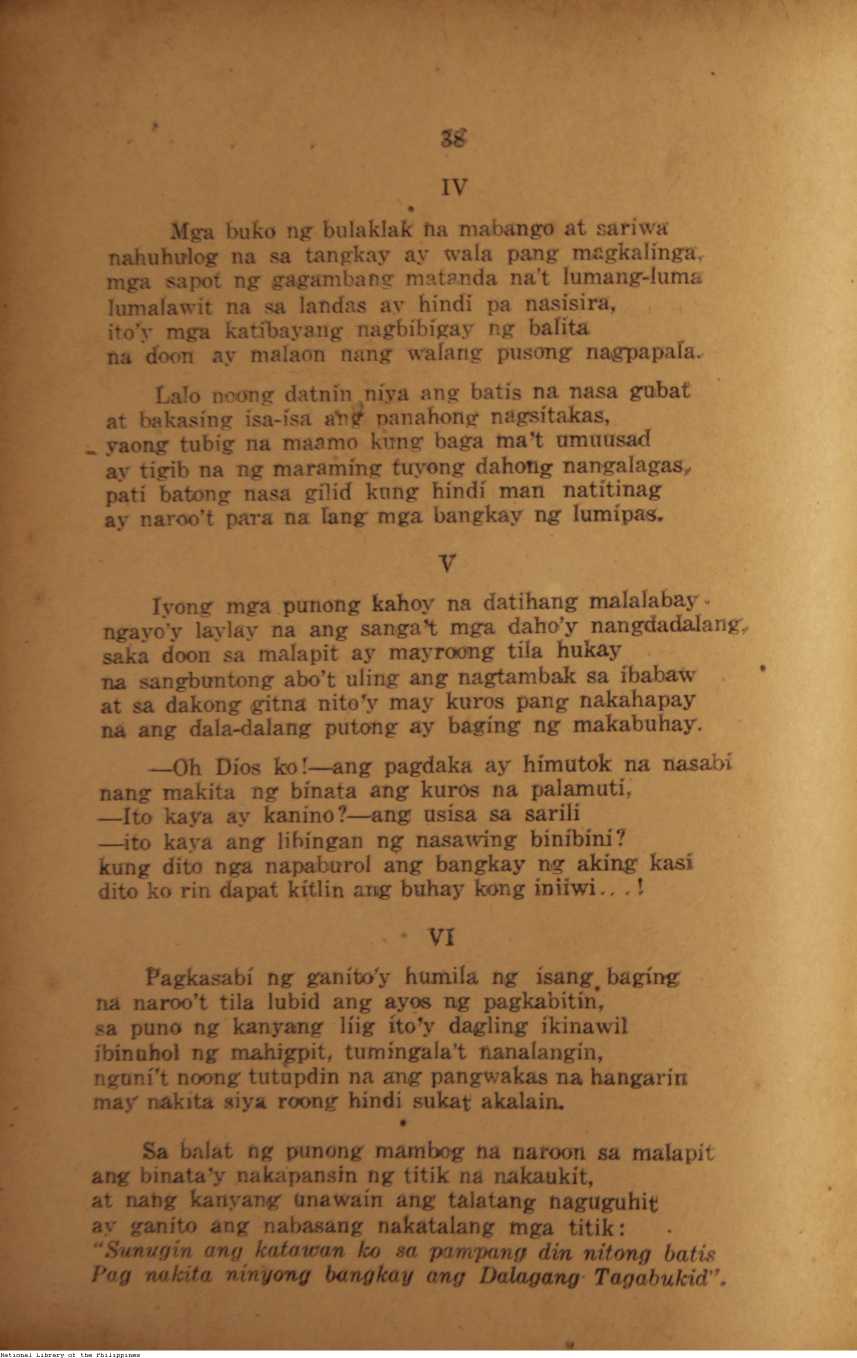 38
IV
Mga buko ng bulaklak na mabango at sariwa
nahuhulog na sa tangkay ay wala pang magkalinga,
mga sapot ng gagambang matanda na't lumang-luma
lumalawit na sa landas ay hindi pa nasisira,
ito'y mga katibayang nagbibigay ng balita
na doon ay malaon nang walang pusong nagpapala.
Lalo noong datnin niya ang batis na nasa gubat
at bakasing isa-isa ang panahong nagsitakas,
yaong tubig na maamo kung baga ma't umuusad
ay tigib na ng maraming tuyong dahong nangalagas,
pati batong nasa gilid kung hindi man natitinag
ay naroo't para na lang mga bangkay ng lumipas.
V
Iyong mga punong kahoy na datihang malalabay
ngayo'y laylay na ang sanga't mga daho'y nangdadalang,
saka doon sa malapit ay mayroong tila hukay
na sangbuntong abo't uling ang nagtambak sa ibabaw
at sa dakong gitna nito'y may kuros pang nakahapay
na ang dala-dalang putong ay baging ng makabuhay.
—Oh Dios ko!—ang pagdaka ay himutok na nasabi
nang makita ng binata ang kuros na palamuti,
—Ito kaya ay kanino?—ang usisa sa sarili
—ito kaya ang libingan ng nasawing binibini?
kung dito nga napaburol ang bangkay ng aking kasi
dito ko rin dapat kitlin ang buhay kong iniiwi....!
VI
Pagkasabi ng ganito'y humila ng isang baging
na naroo't tila lubid ang ayos ng pagkabitin,
sa puno ng kanyang liig ito'y dagling ikinawil
ibinuhol ng mahigpit, tumingala't nanalangin,
nguni't noong tutupdin na ang pangwakas na hangarin
may nakita siya roong hindi sukat akalain.
Sa balat ng punong mambog na naroon sa malapit
ang binata'y nakapansin ng titik na nakaukit,
at nang kanyang unawain ang talatang naguguhit
ay ganito ang nabasang nakatalang mga titik:
"Sunugin ang katawan ko sa pampang din nitong batis
Pag nakita ninyong bangkay ang Dalagang Tagabukid".
National Library of the Philippines